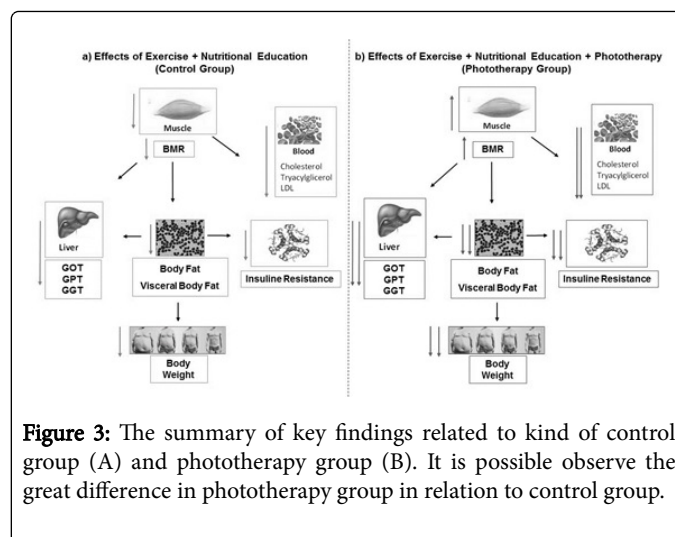 a) Effects of Exercise + Nutritional Education
(Control Group)
Muscle
BMR
Blood
Cholesterol
Tryacylglicerol
LDL
Liver
GOT
GPT
GGT
Body Fat
Visceral Body Fat
Insuline Resistance
Body
Weight
b) Effects of Exercise + Nutritional Education + Phototherapy
(Phototherapy Group)
Muscle
BMR
Blood
Cholesterol
Tryacylglicerol
LDL
Liver
GOT
GPT
GGT
Body Fat
Visceral Body Fat
Insuline Resistance
Body
Weight
Figure 3: The summary of key findings related to kind of control
group (A) and phototherapy group (B). It is possible observe the
great difference in phototherapy group in relation to control group.